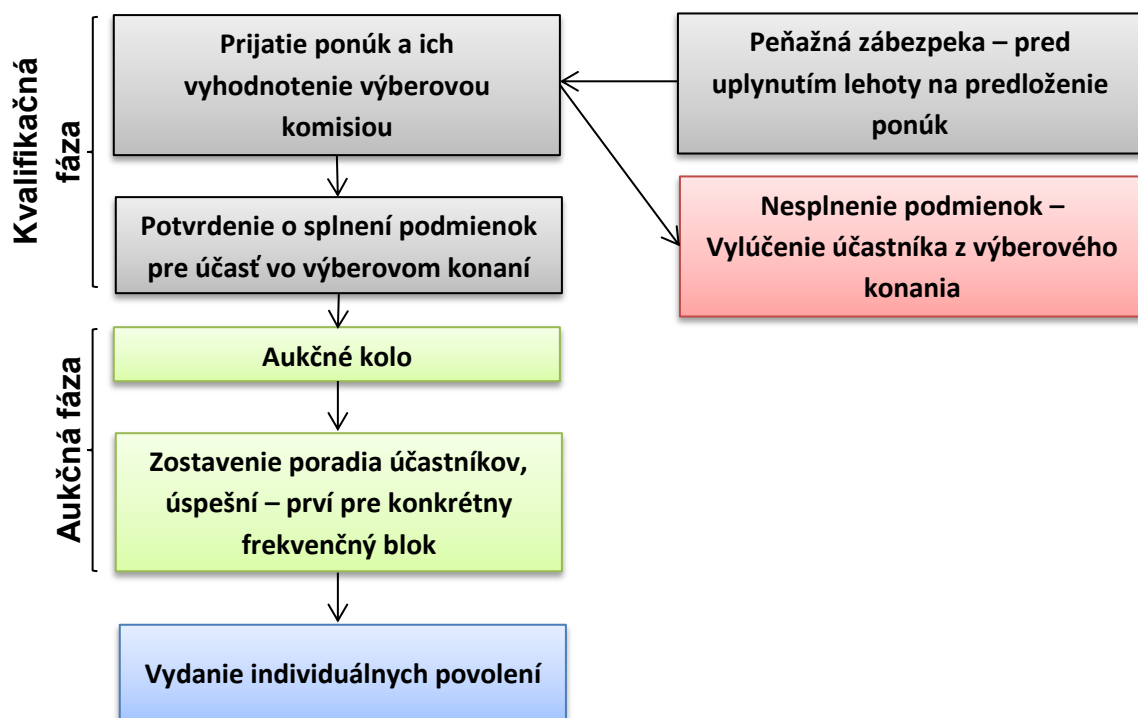 Kvalifikačná
fáza
Prijatie ponúk a ich
vyhodnotenie výberovou
komisiou
Peňažná zábezpeka – pred
uplynutím lehoty na predloženie
ponúk
Potvrdenie o splnení podmienok
pre účasť vo výberovom konaní
Nesplnenie podmienok –
Vylúčenie účastníka z výberového
konania
Aukčná fáza
Aukčné kolo
Zostavenie poradia účastníkov,
úspešní – prví pre konkrétny
frekvenčný blok
Vydanie individuálnych povolení